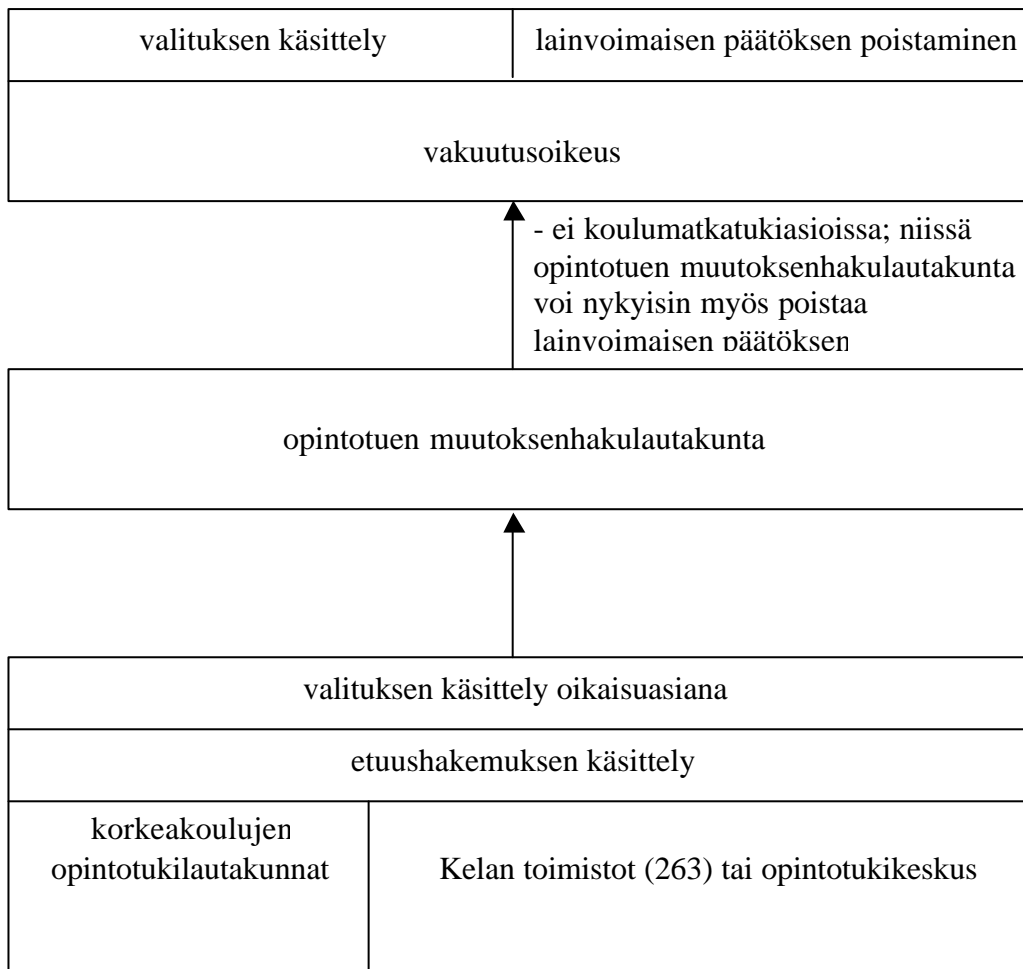 valituksen käsittely
lainvoimaisen päätöksen poistaminen
vakuutusoikeus
- ei koulumatkatukiasioissa; niissä
opintotuen muutoksenhakulautakunta
voi nykyisin myös poistaa
lainvoimaisen päätöksen
opintotuen muutoksenhakulautakunta
valituksen käsittely oikaisuasiana
etuushakemuksen käsittely
korkeakoulujen
opintotukilautakunnat
Kelan toimistot (263) tai opintotukikeskus